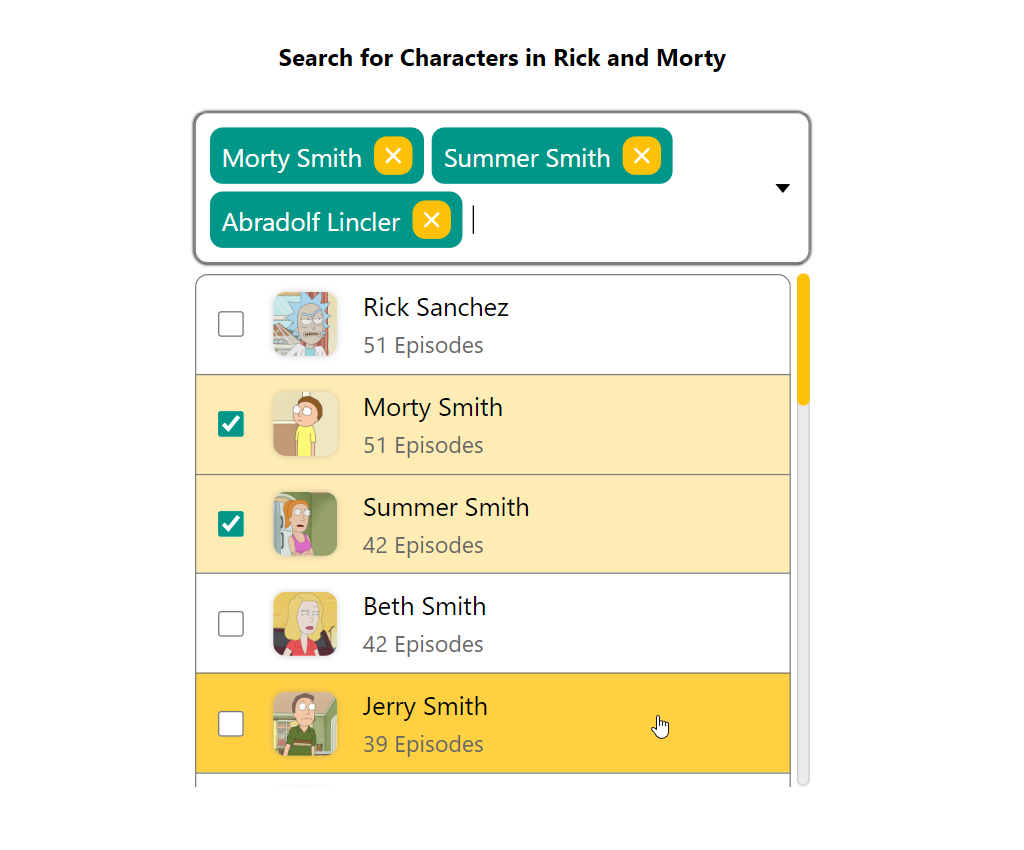 Search for Characters in Rick and Morty
Morty Smith Summer Smith
Abradolf Lincler
Rick Sanchez
51 Episodes
Morty Smith
51 Episodes
Summer Smith
42 Episodes
Beth Smith
42 Episodes
Jerry Smith
39 Episodes